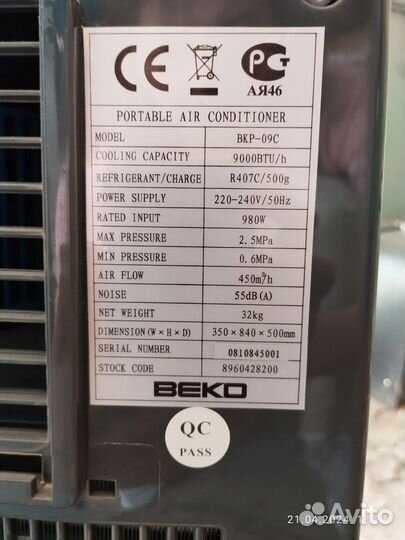 CE PG
АЯ46
PORTABLE AIR CONDITIONER
MODEL BKP-09C
COOLING CAPACITY 9000BTU/h
REFRIGERANT/CHARGE R407C/500g
POWER SUPPLY 220-240V/50Hz
RATED INPUT 980W
MAX PRESSURE 2.5MPa
MIN PRESSURE 0.6MPa
AIR FLOW 450m³/h
NOISE 55dB(A)
NET WEIGHT 32kg
DIMENSION(W×H×D) 350×840×500mm
SERIAL NUMBER 0810845001
STOCK CODE 8960428200
BEKO
QC
PASS
21.04.2024
Avito